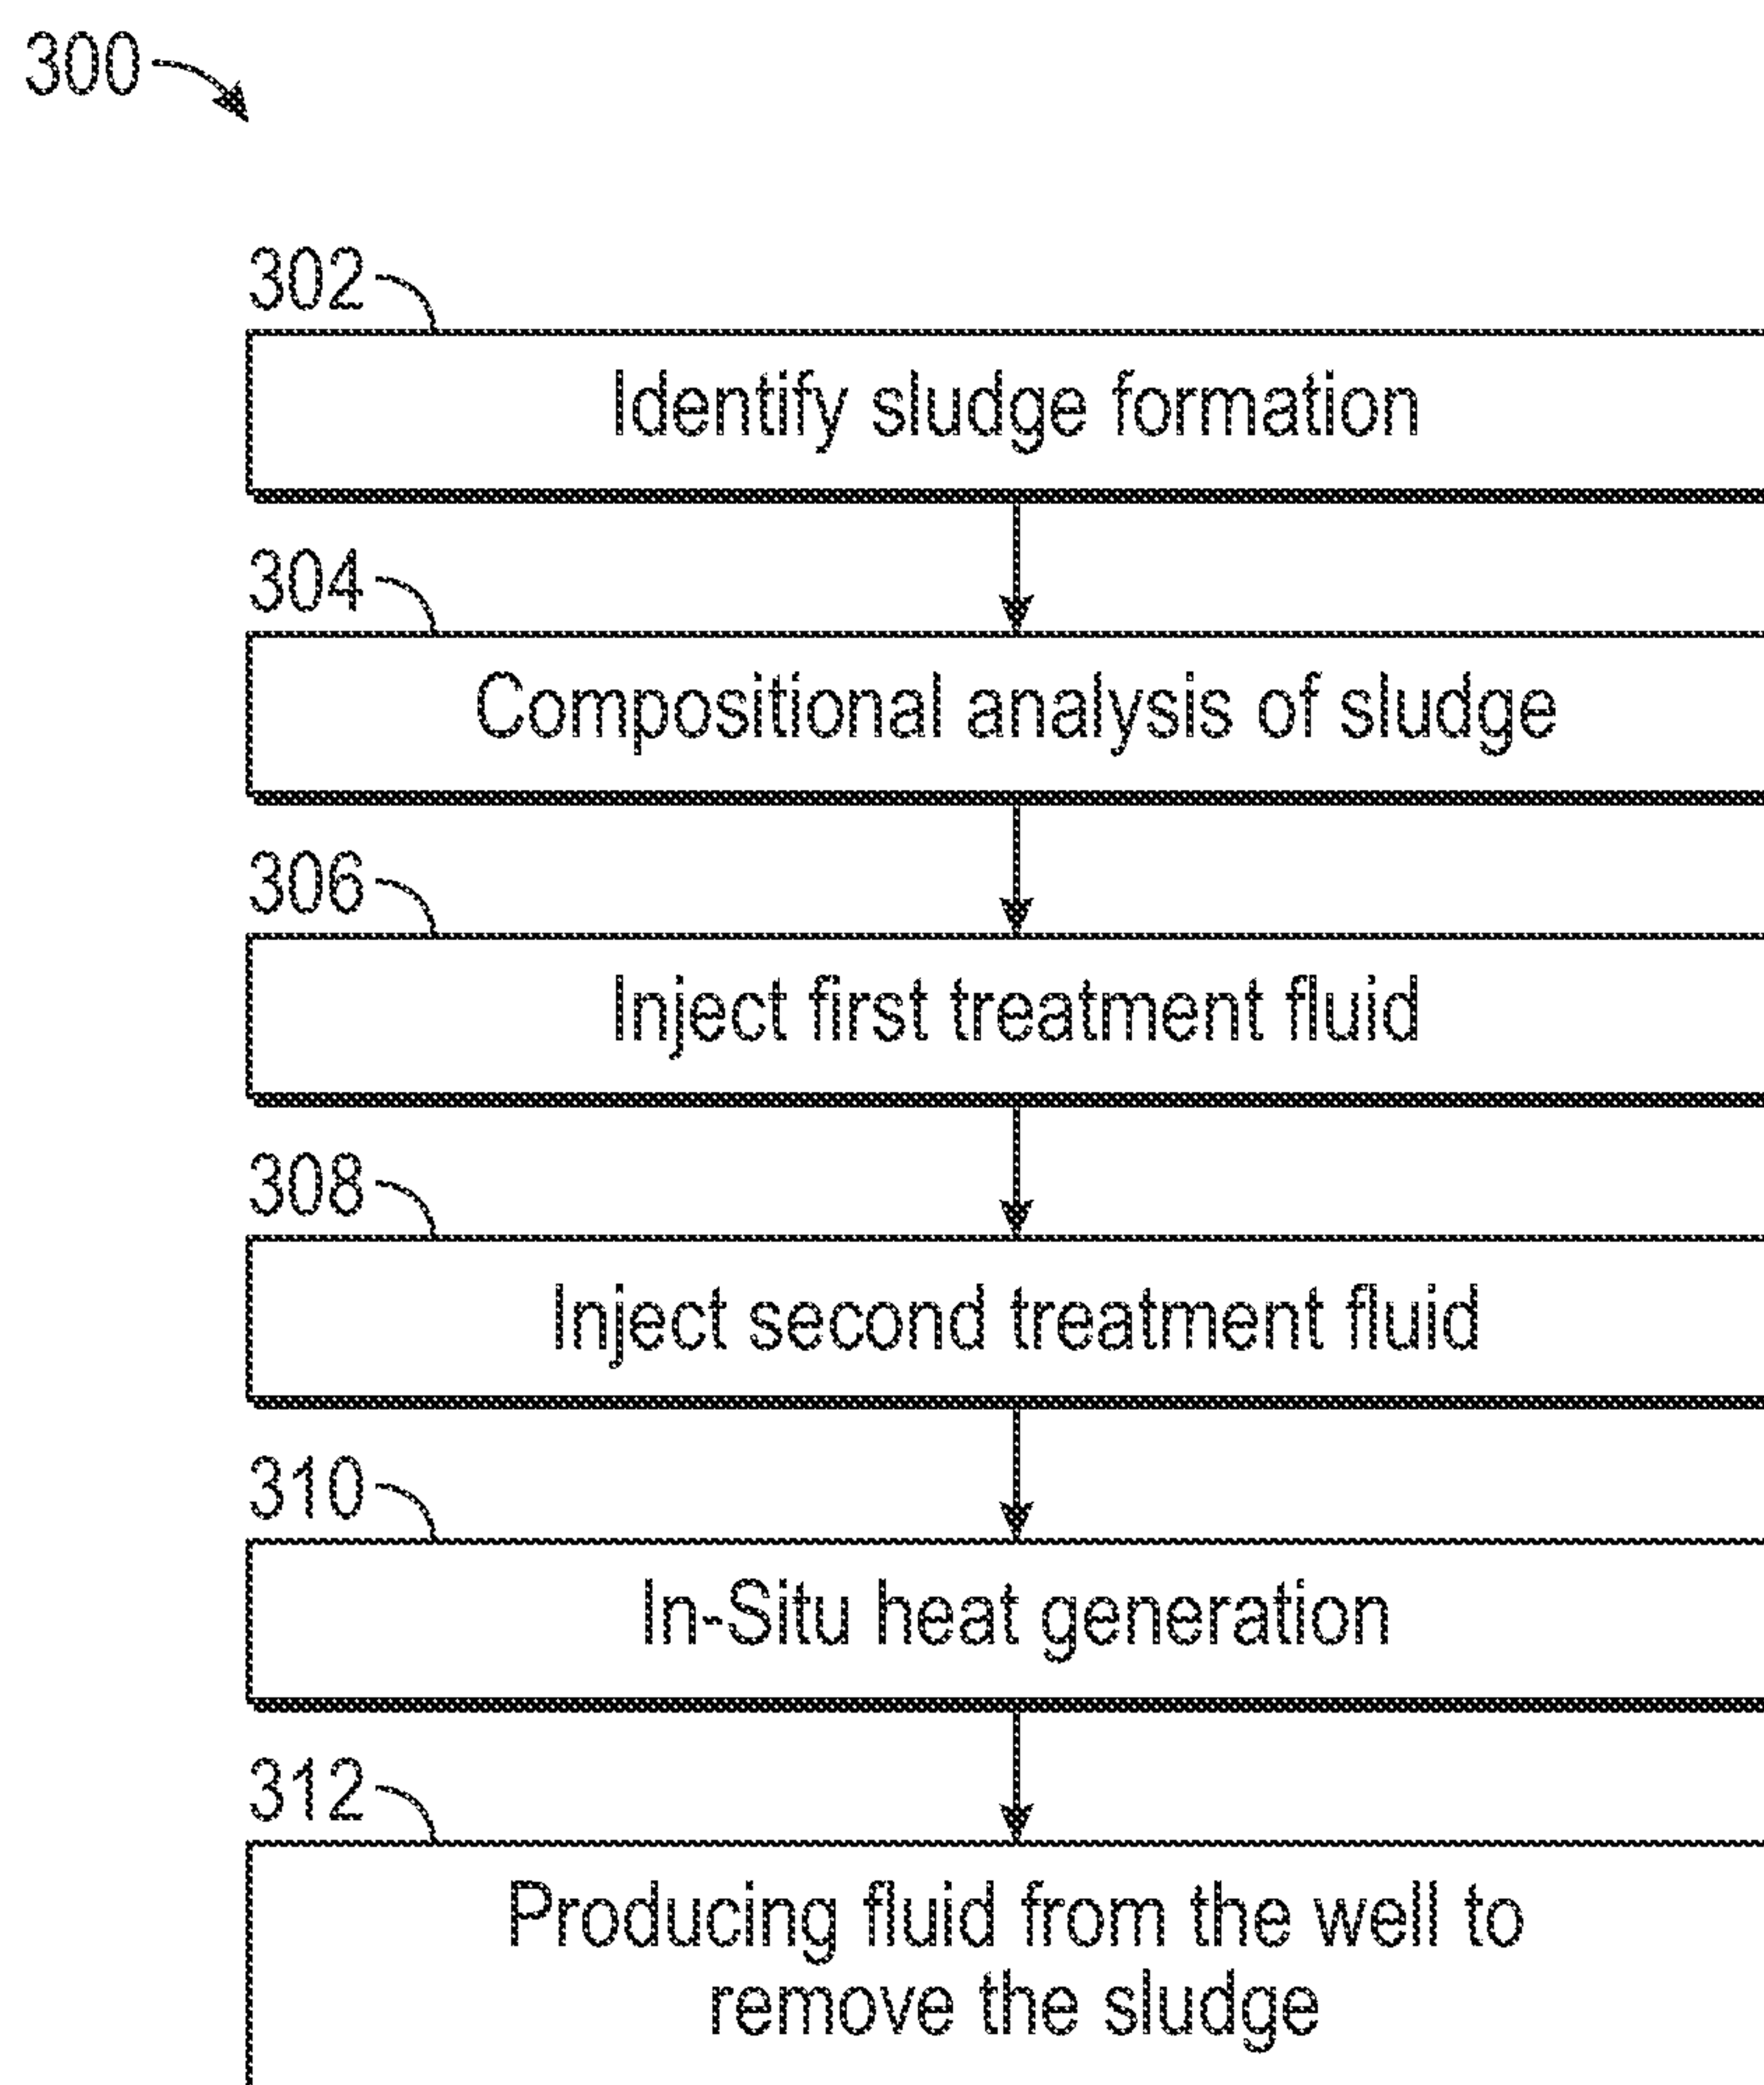 300
302
Identify sludge formation
304
Compositional analysis of sludge
306
Inject first treatment fluid
308
Inject second treatment fluid
310
In-Situ heat generation
312
Producing fluid from the well to
remove the sludge